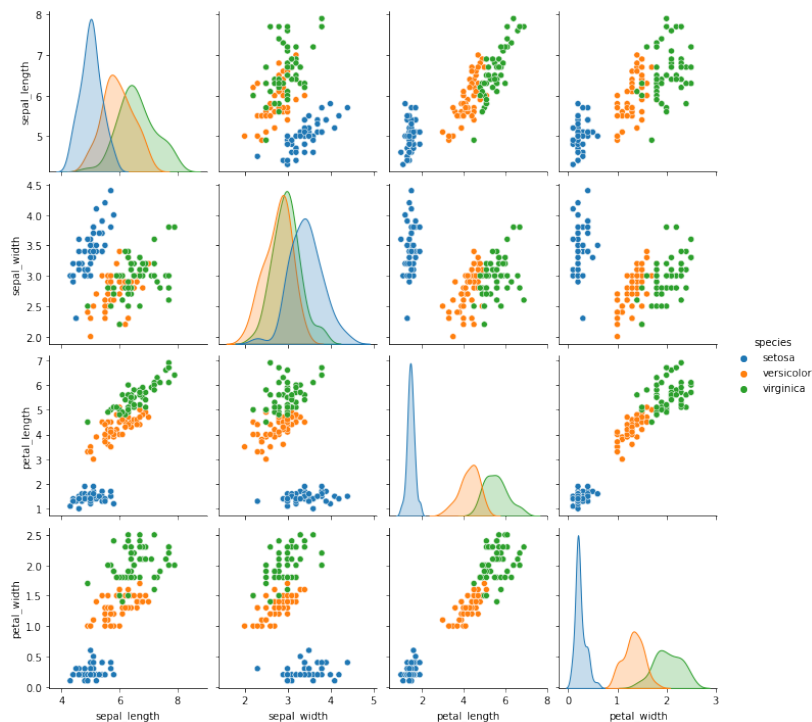 8
7
6
5
sepal_length
4.5
4.0
3.5
3.0
2.5
2.0
sepal_width
species
setosa
versicolor
virginica
7
6
5
4
3
2
1
petal_length
2.5
2.0
1.5
1.0
0.5
0.0
petal_width
4 6 8
sepal_length
2 3 4 5
sepal_width
2 4 6 8
petal_length
0 1 2 3
petal_width